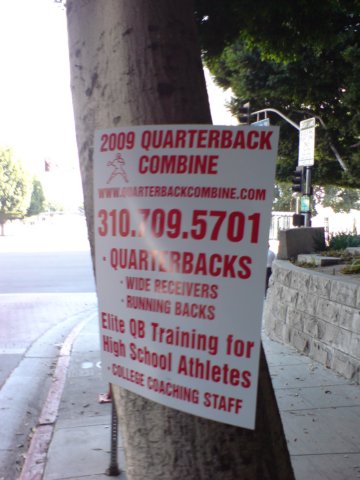 2009 QUARTERBACK
COMBINE
WWW.QUARTERBACKCOMBINE.COM
310.709.5701
· QUARTERBACKS
· WIDE RECEIVERS
· RUNNING BACKS
Elite QB Training for
High School Athletes
· COLLEGE COACHING STAFF